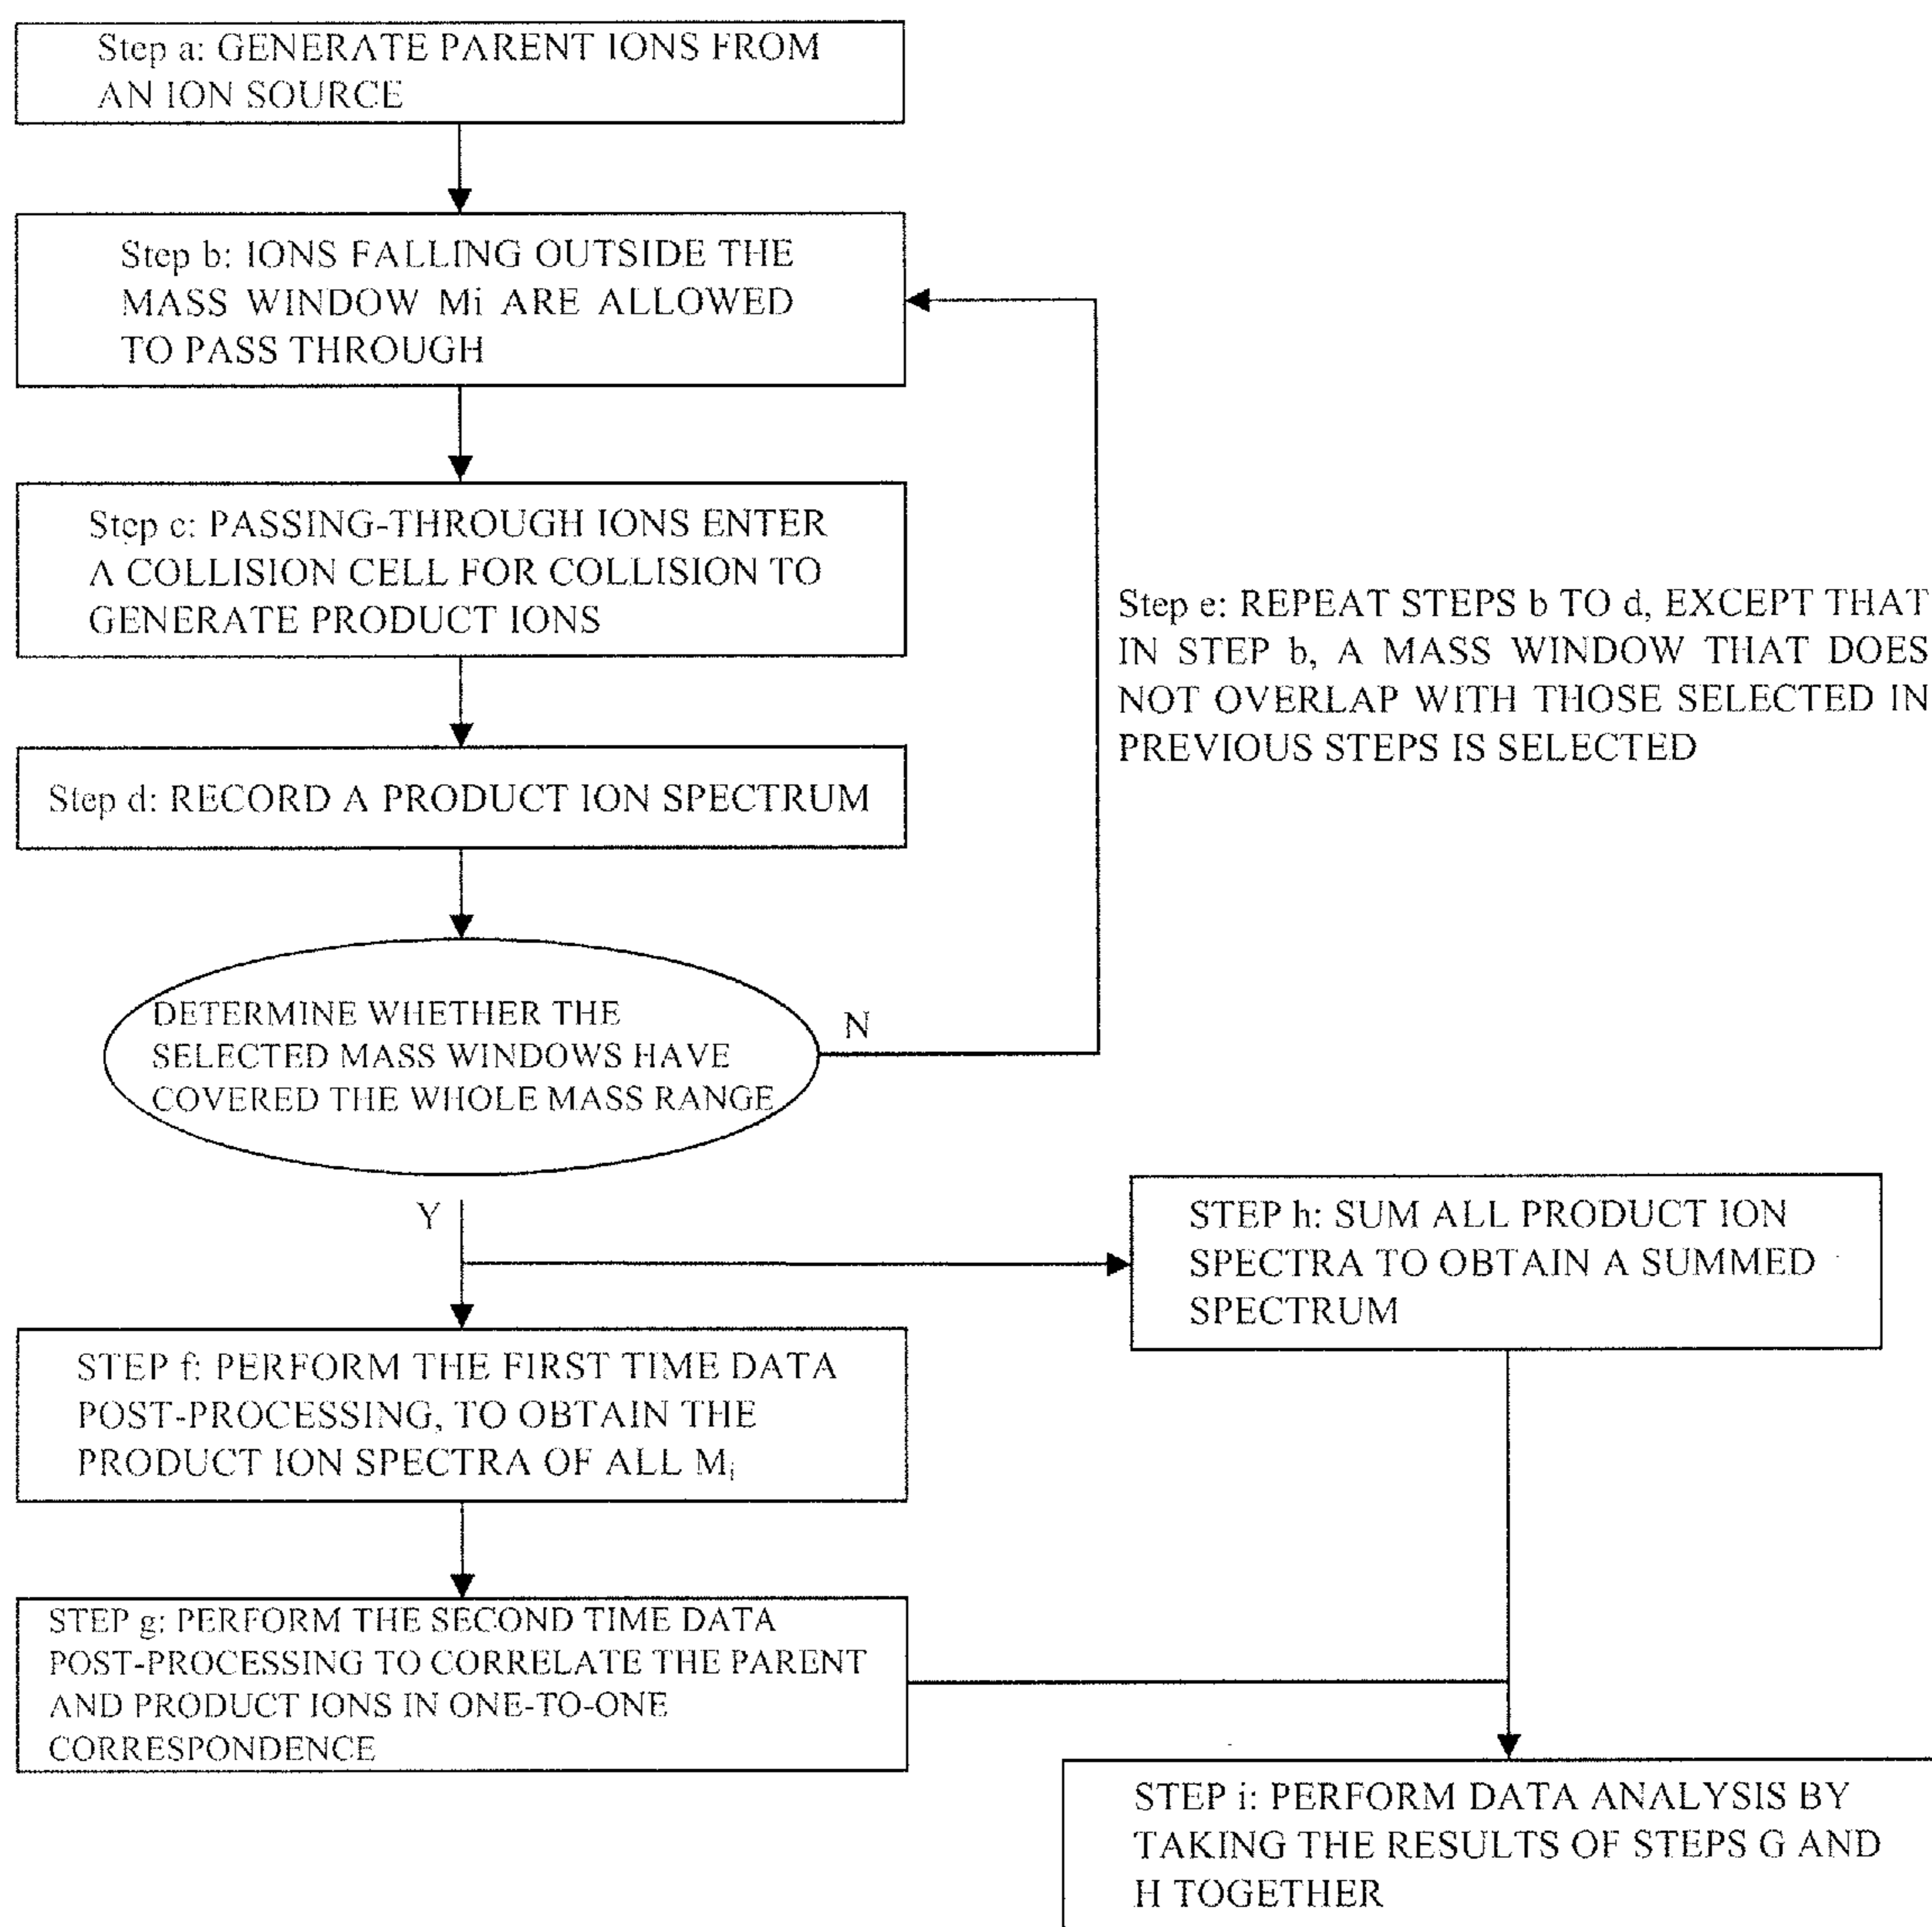 Step a: GENERATE PARENT IONS FROM
AN ION SOURCE
Step b: IONS FALLING OUTSIDE THE
MASS WINDOW Mi ARE ALLOWED
TO PASS THROUGH
Step c: PASSING-THROUGH IONS ENTER
A COLLISION CELL FOR COLLISION TO
GENERATE PRODUCT IONS
Step e: REPEAT STEPS b TO d, EXCEPT THAT
IN STEP b, A MASS WINDOW THAT DOES
NOT OVERLAP WITH THOSE SELECTED IN
PREVIOUS STEPS IS SELECTED
Step d: RECORD A PRODUCT ION SPECTRUM
DETERMINE WHETHER THE
SELECTED MASS WINDOWS HAVE
COVERED THE WHOLE MASS RANGE
N
Y
STEP h: SUM ALL PRODUCT ION
SPECTRA TO OBTAIN A SUMMED
SPECTRUM
STEP f: PERFORM THE FIRST TIME DATA
POST-PROCESSING, TO OBTAIN THE
PRODUCT ION SPECTRA OF ALL Mi
STEP g: PERFORM THE SECOND TIME DATA
POST-PROCESSING TO CORRELATE THE PARENT
AND PRODUCT IONS IN ONE-TO-ONE
CORRESPONDENCE
STEP i: PERFORM DATA ANALYSIS BY
TAKING THE RESULTS OF STEPS G AND
H TOGETHER